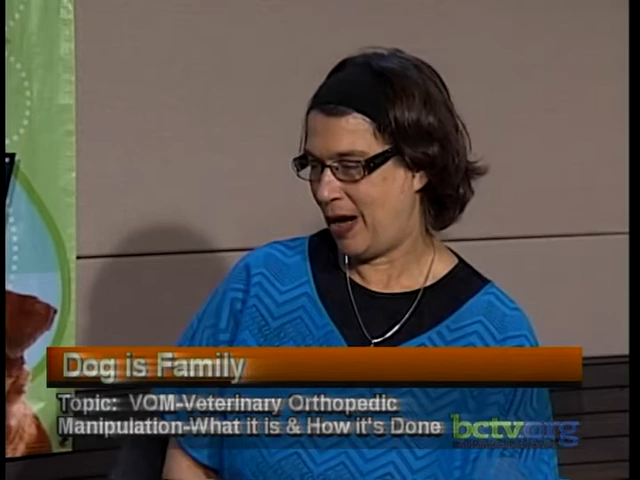 Dog is Family
Topic: VOM-Veterinary Orthopedic
Manipulation-What it is & How it's Done
bctv.org